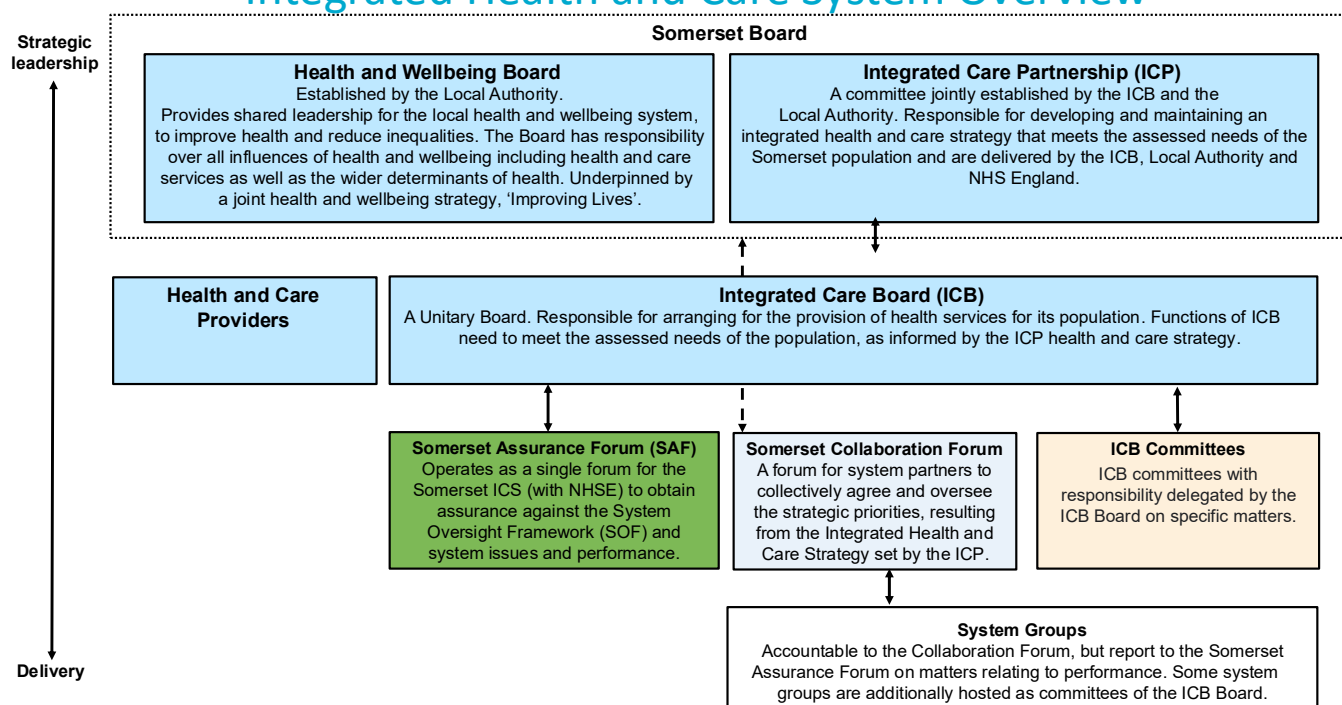 Integrated Health and Care System Overview
Strategic
leadership
Somerset Board
Health and Wellbeing Board
Established by the Local Authority.
Provides shared leadership for the local health and wellbeing system,
to improve health and reduce inequalities. The Board has responsibility
over all influences of health and wellbeing including health and care
services as well as the wider determinants of health. Underpinned by
a joint health and wellbeing strategy, ‘Improving Lives’.
Integrated Care Partnership (ICP)
A committee jointly established by the ICB and the
Local Authority. Responsible for developing and maintaining an
integrated health and care strategy that meets the assessed needs of the
Somerset population and are delivered by the ICB, Local Authority and
NHS England.
Health and Care
Providers
Integrated Care Board (ICB)
A Unitary Board. Responsible for arranging for the provision of health services for its population. Functions of ICB
need to meet the assessed needs of the population, as informed by the ICP health and care strategy.
Somerset Assurance Forum (SAF)
Operates as a single forum for the
Somerset ICS (with NHSE) to obtain
assurance against the System
Oversight Framework (SOF) and
system issues and performance.
Somerset Collaboration Forum
A forum for system partners to
collectively agree and oversee
the strategic priorities, resulting
from the Integrated Health and
Care Strategy set by the ICP.
ICB Committees
ICB committees with
responsibility delegated by the
ICB Board on specific matters.
System Groups
Accountable to the Collaboration Forum, but report to the Somerset
Assurance Forum on matters relating to performance. Some system
groups are additionally hosted as committees of the ICB Board.
Delivery